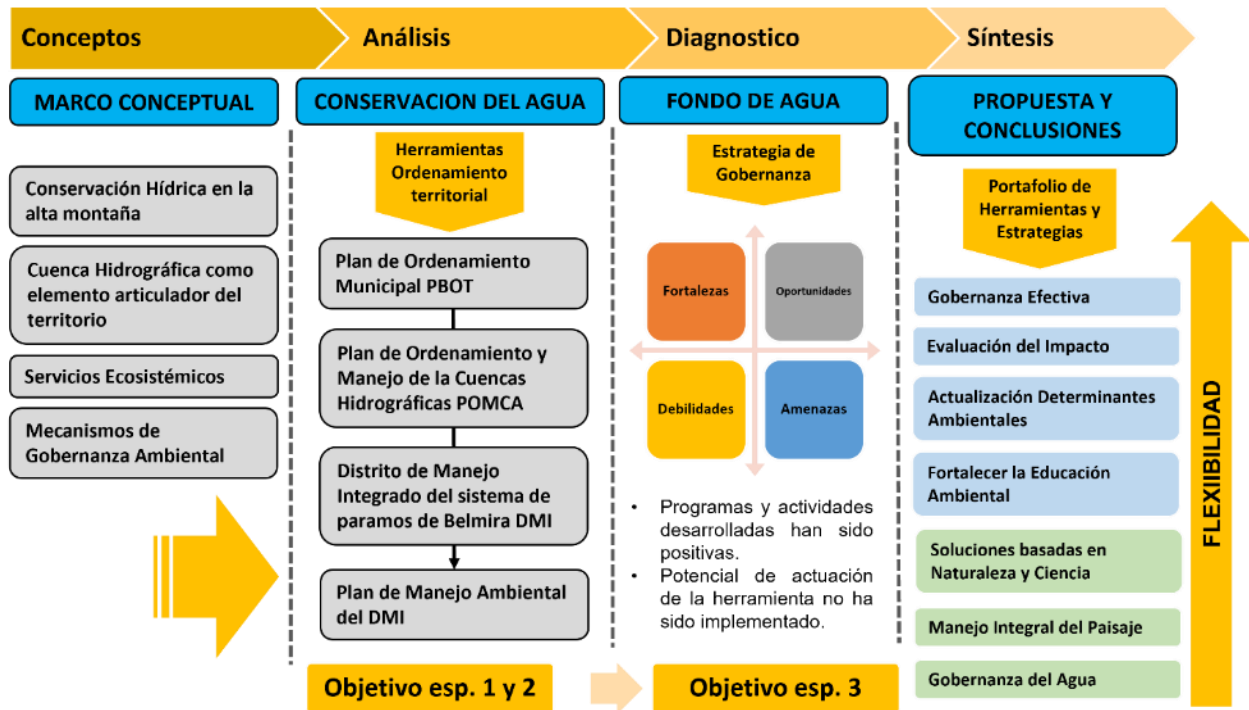 Conceptos
Análisis
Diagnostico
Síntesis
MARCO CONCEPTUAL
Conservación Hídrica en la
alta montaña
Cuenca Hidrográfica como
elemento articulador del
territorio
Servicios Ecosistémicos
Mecanismos de
Gobernanza Ambiental
CONSERVACION DEL AGUA
Herramientas
Ordenamiento
territorial
Plan de Ordenamiento
Municipal PBOT
Plan de Ordenamiento y
Manejo de la Cuencas
Hidrográficas POMCA
Distrito de Manejo
Integrado del sistema de
paramos de Belmira DMI
Plan de Manejo Ambiental
del DMI
Objetivo esp. 1 y 2
FONDO DE AGUA
Estrategia de
Gobernanza
Fortalezas
Oportunidades
Debilidades
Amenazas
• Programas y actividades
desarrolladas han sido
positivas.
• Potencial de actuación
de la herramienta no ha
sido implementado.
Objetivo esp. 3
PROPUESTA Y
CONCLUSIONES
Portafolio de
Herramientas y
Estrategias
Gobernanza Efectiva
Evaluación del Impacto
Actualización Determinantes
Ambientales
Fortalecer la Educación
Ambiental
Soluciones basadas en
Naturaleza y Ciencia
Manejo Integral del Paisaje
Gobernanza del Agua
FLEXIIBILIDAD